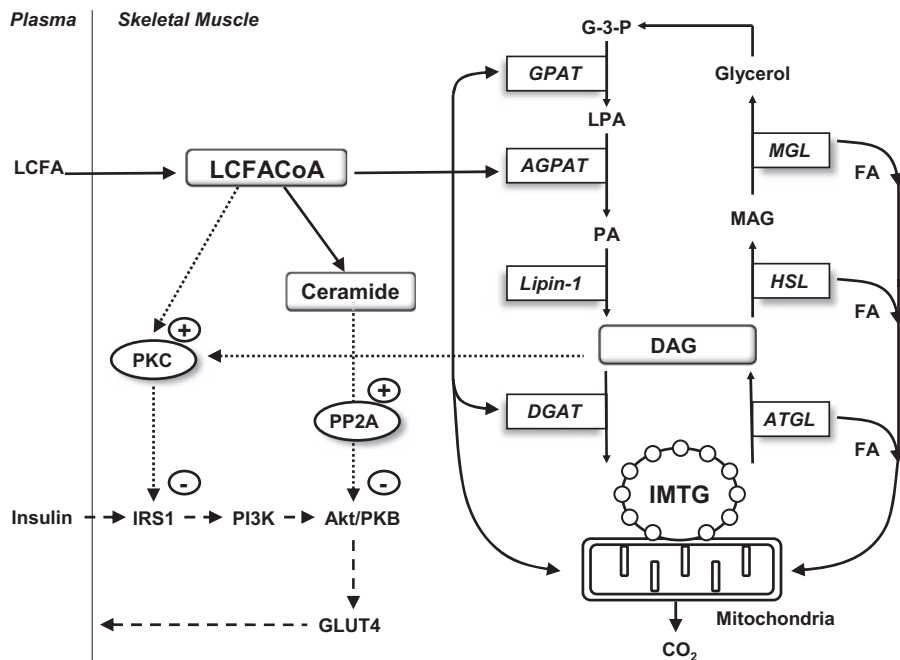 Plasma
Skeletal Muscle
G-3-P
GPAT
Glycerol
LPA
LCFA
LCFACoA
AGPAT
MGL
FA
MAG
PA
Ceramide
Lipin-1
HSL
FA
+
PKC
DAG
+
PP2A
DGAT
ATGL
FA
-
-
IMTG
Insulin
IRS1
PI3K
Akt/PKB
GLUT4
Mitochondria
CO2